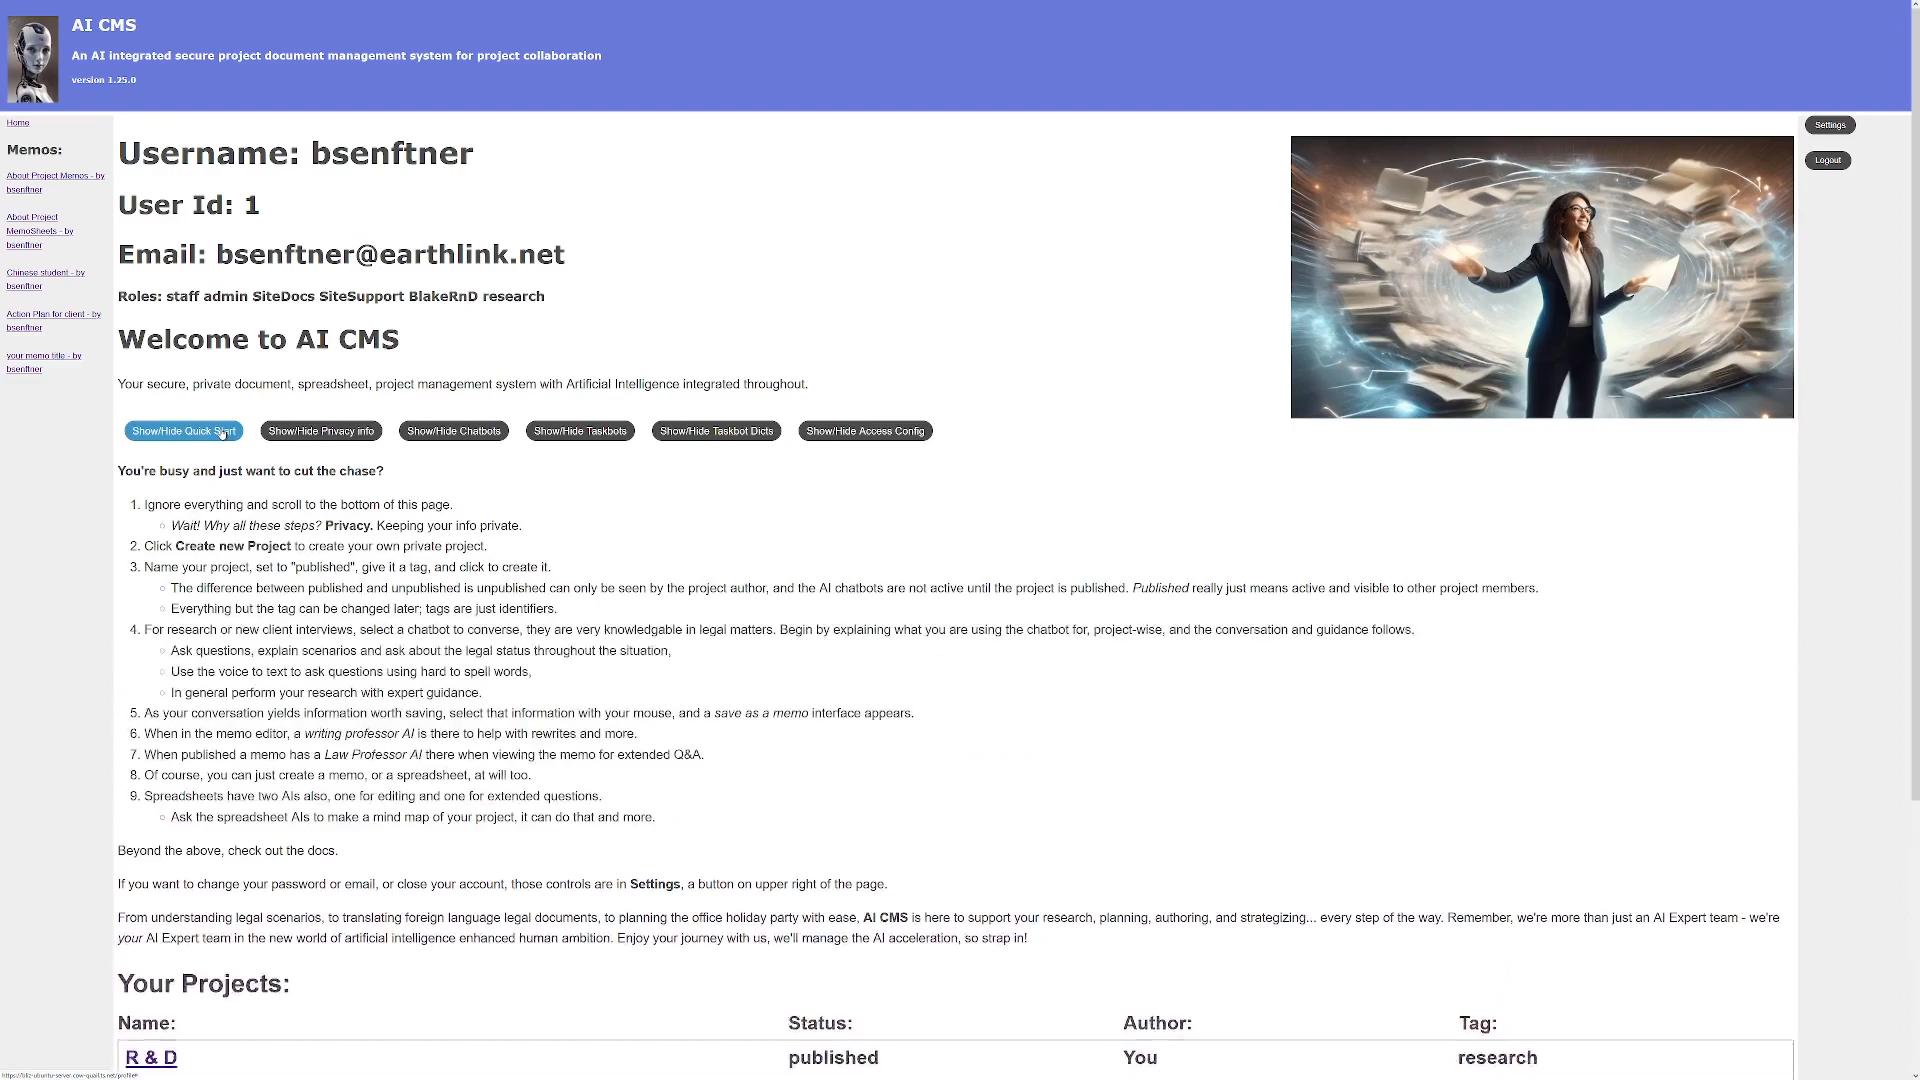 AI CMS
An AI integrated secure project document management system for project collaboration
version 1.25.0
Home
Memos:
About Project Memos - by
bsenftner
About Project
MemoSheets - by
bsenftner
Chinese student - by
bsenftner
Action Plan for client - by
bsenftner
your memo title - by
bsenftner
Username: bsenftner
User Id: 1
Email: bsenftner@earthlink.net
Roles: staff admin SiteDocs SiteSupport BlakeRnD research
Welcome to AI CMS
Your secure, private document, spreadsheet, project management system with Artificial Intelligence integrated throughout.
Show/Hide Quick Start
Show/Hide Privacy info
Show/Hide Chatbots
Show/Hide Taskbots
Show/Hide Taskbot Dicts
Show/Hide Access Config
Settings
Logout
You're busy and just want to cut the chase?
1. Ignore everything and scroll to the bottom of this page.
Wait! Why all these steps? Privacy. Keeping your info private.
2. Click Create new Project to create your own private project.
3. Name your project, set to "published", give it a tag, and click to create it.
The difference between published and unpublished is unpublished can only be seen by the project author, and the AI chatbots are not active until the project is published. Published really just means active and visible to other project members.
Everything but the tag can be changed later; tags are just identifiers.
4. For research or new client interviews, select a chatbot to converse, they are very knowledgable in legal matters. Begin by explaining what you are using the chatbot for, project-wise, and the conversation and guidance follows.
Ask questions, explain scenarios and ask about the legal status throughout the situation,
Use the voice to text to ask questions using hard to spell words,
In general perform your research with expert guidance.
5. As your conversation yields information worth saving, select that information with your mouse, and a save as a memo interface appears.
6. When in the memo editor, a writing professor AI is there to help with rewrites and more.
7. When published a memo has a Law Professor AI there when viewing the memo for extended Q&A.
8. Of course, you can just create a memo, or a spreadsheet, at will too.
9. Spreadsheets have two AIs also, one for editing and one for extended questions.
Ask the spreadsheet AIs to make a mind map of your project, it can do that and more.
Beyond the above, check out the docs.
If you want to change your password or email, or close your account, those controls are in Settings, a button on upper right of the page.
From understanding legal scenarios, to translating foreign language legal documents, to planning the office holiday party with ease, AI CMS is here to support your research, planning, authoring, and strategizing... every step of the way. Remember, we're more than just an AI Expert team - we're
your AI Expert team in the new world of artificial intelligence enhanced human ambition. Enjoy your journey with us, we'll manage the AI acceleration, so strap in!
Your Projects:
Name: Status: Author: Tag:
R & D published You research
https://bliz-ubuntu-server.cow-quail.ts.net/profile#